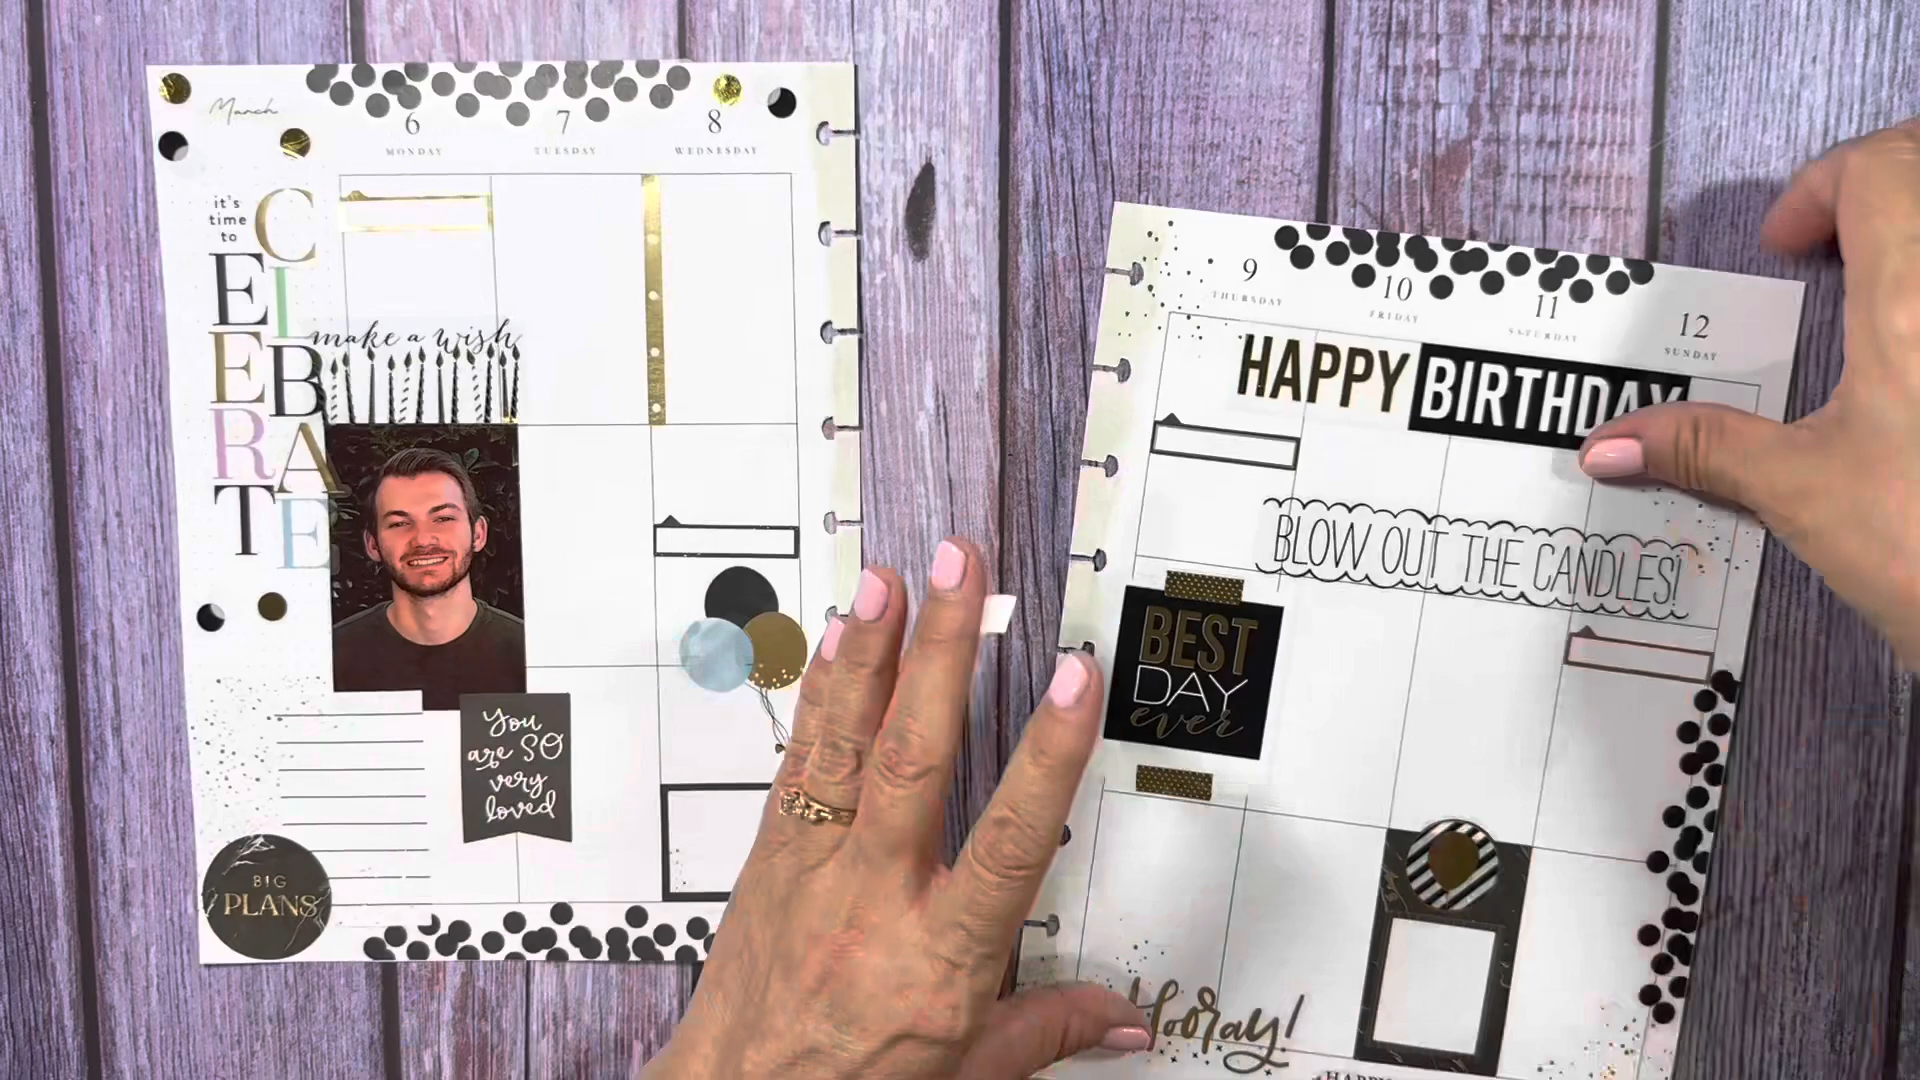 March
6
MONDAY
7
TUESDAY
8
WEDNESDAY
it's
time
to
CELEBRATE
make a wish
You
are SO
very
loved
BIG
PLANS
9
THURSDAY
10
FRIDAY
11
SATURDAY
12
SUNDAY
HAPPY BIRTHDAY
BLOW OUT THE CANDLES!
BEST
DAY
ever
Hooray!
HAPPY